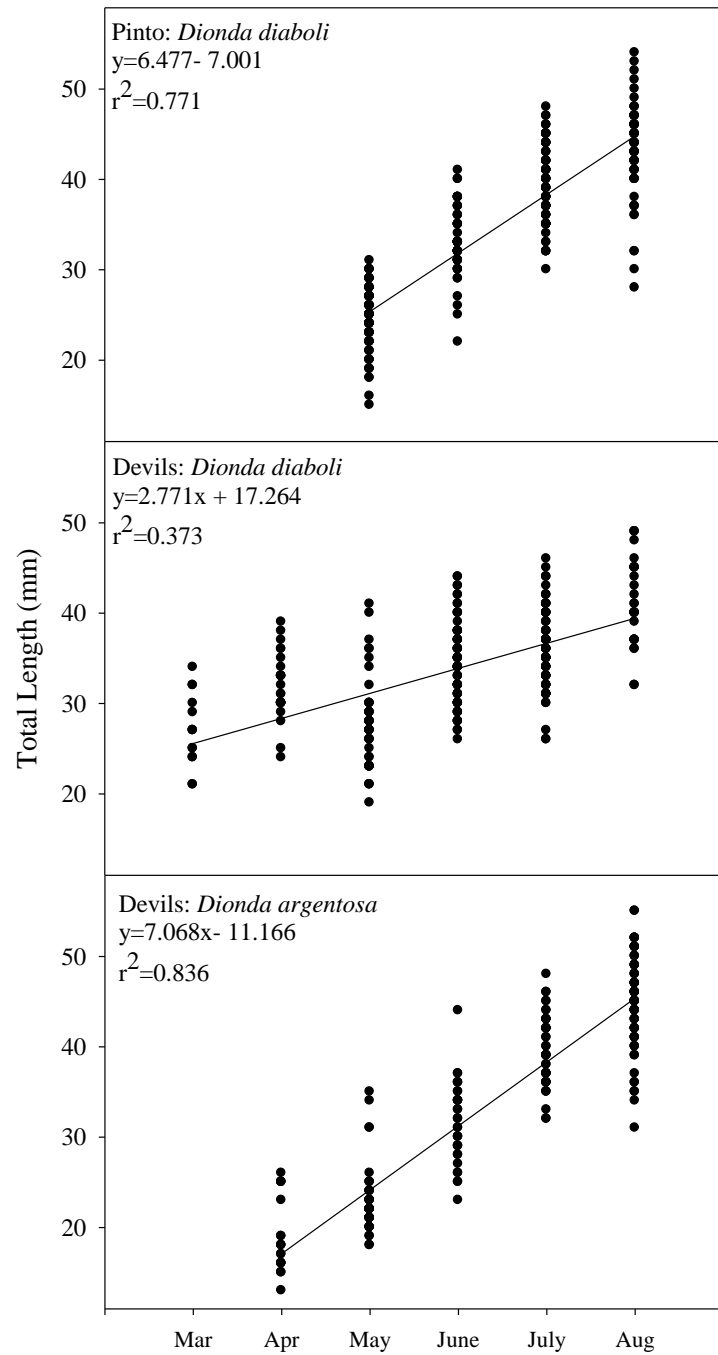 Pinto: Dionda diaboli
y=6.477- 7.001
r²=0.771
50
40
30
20
Devils: Dionda diaboli
y=2.771x + 17.264
r²=0.373
50
40
30
20
Total Length (mm)
Devils: Dionda argentosa
y=7.068x- 11.166
r²=0.836
50
40
30
20
Mar Apr May June July Aug